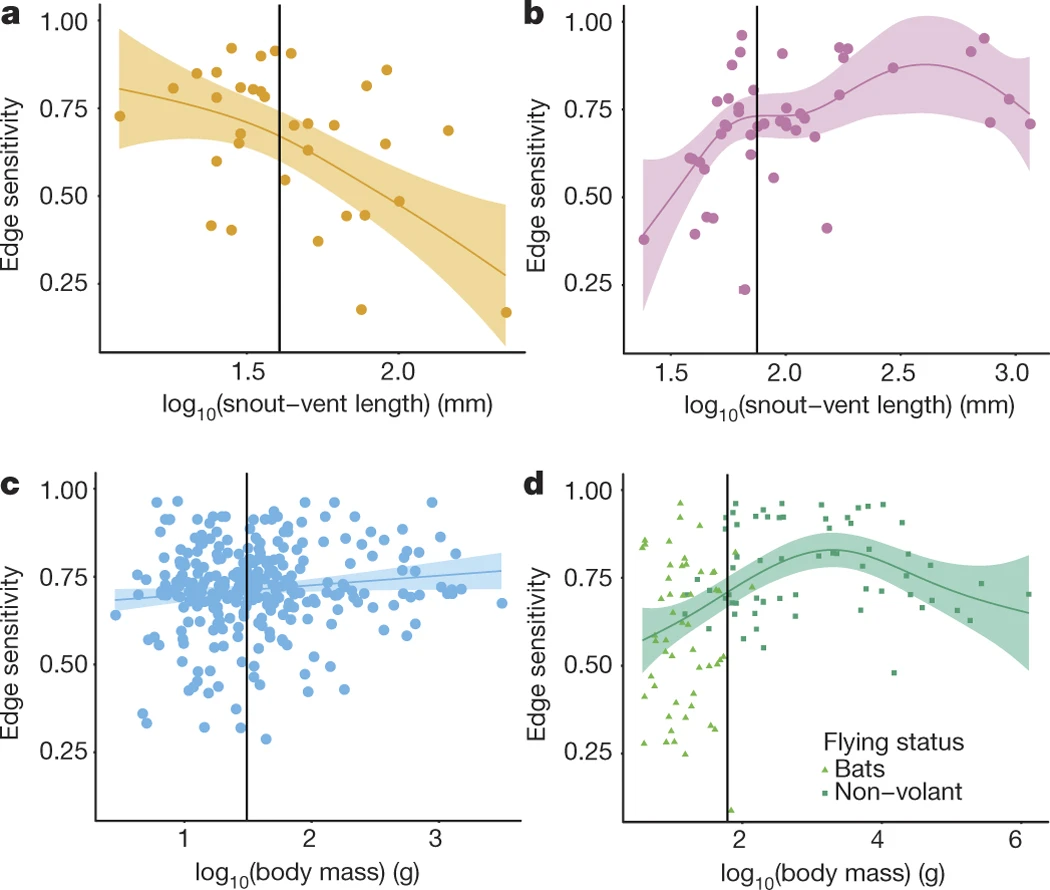 a
1.00
0.75
0.50
0.25
Edge sensitivity
1.5 2.0
log10(snout–vent length) (mm)
b
1.00
0.75
0.50
0.25
Edge sensitivity
1.5 2.0 2.5 3.0
log10(snout–vent length) (mm)
c
1.00
0.75
0.50
0.25
Edge sensitivity
1 2 3
log10(body mass) (g)
d
1.00
0.75
0.50
0.25
Edge sensitivity
Flying status
Bats
Non–volant
2 4 6
log10(body mass) (g)